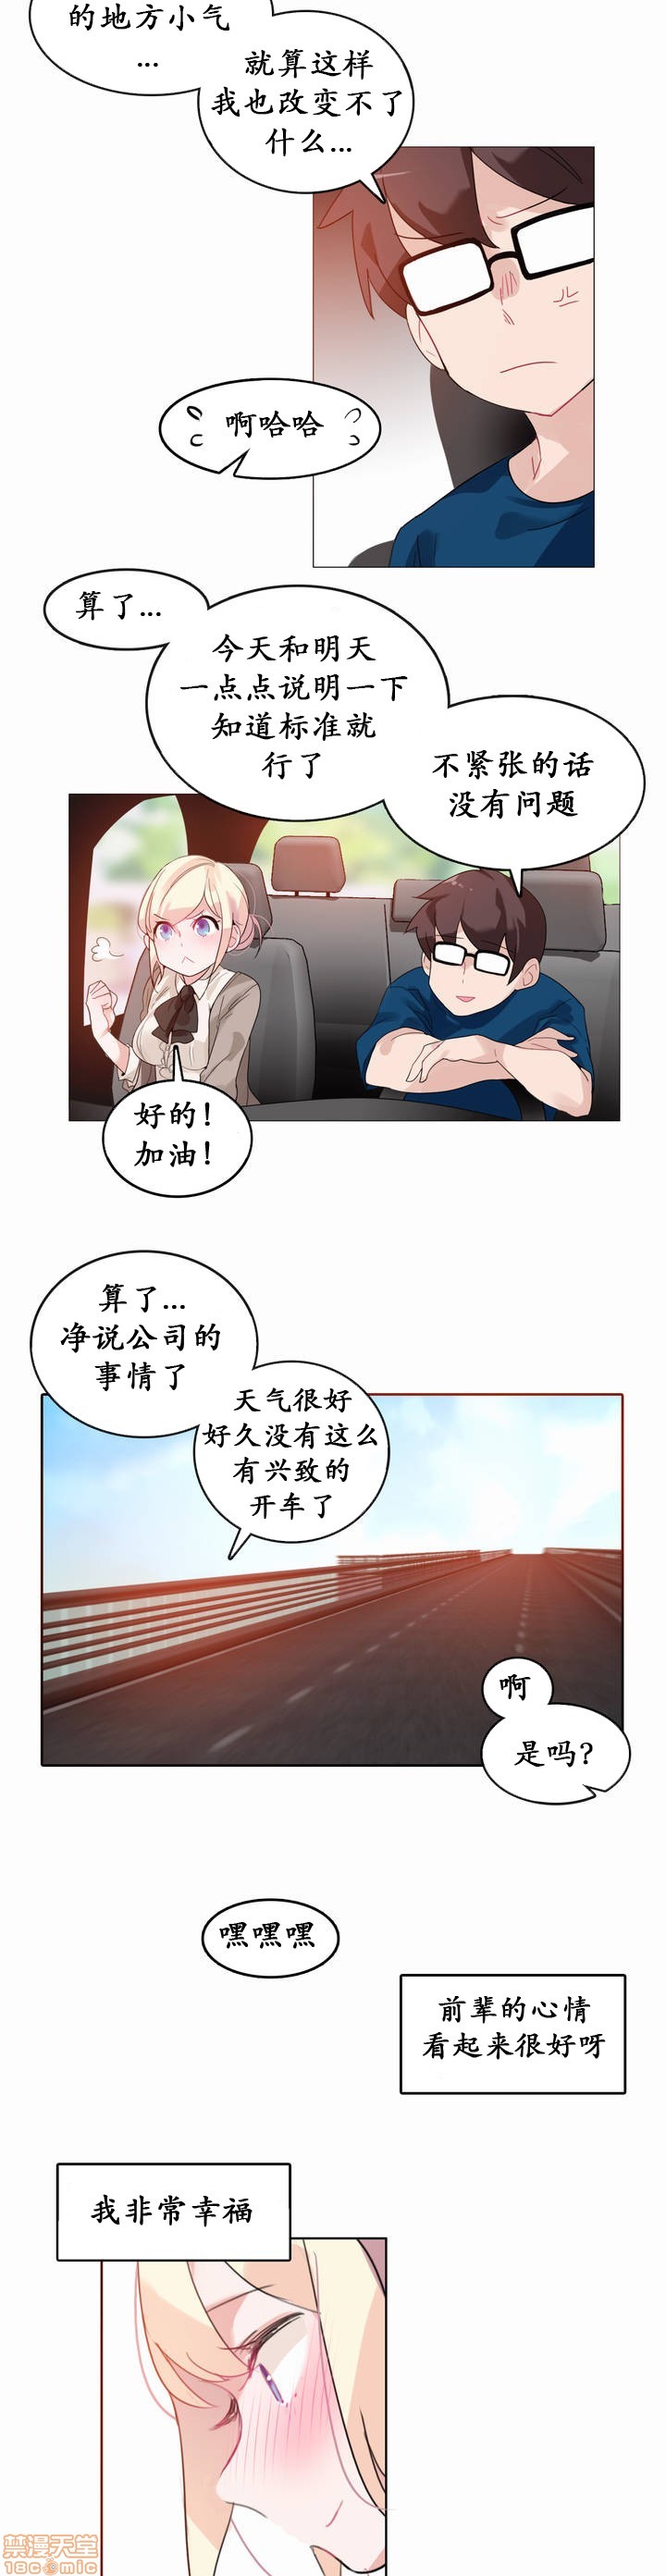 的地方小气
...
就算这样
我也改变不了
什么...
啊哈哈
算了...
今天和明天
一点点说明一下
知道标准就
行了
不紧张的话
没有问题
好的!
加油!
算了...
净说公司的
事情了
天气很好
好久没有这么
有兴致的
开车了
啊
是吗?
嘿嘿嘿
前辈的心情
看起来很好呀
我非常幸福
禁漫天堂
18comic